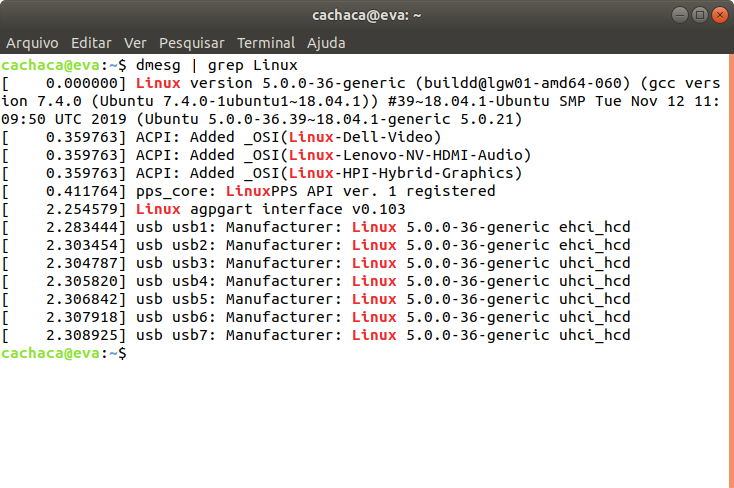 cachaca@eva: ~
Arquivo Editar Ver Pesquisar Terminal Ajuda
cachaca@eva:~$ dmesg | grep Linux
[    0.000000] Linux version 5.0.0-36-generic (buildd@lgw01-amd64-060) (gcc vers
ion 7.4.0 (Ubuntu 7.4.0-1ubuntu1~18.04.1)) #39~18.04.1-Ubuntu SMP Tue Nov 12 11:
09:50 UTC 2019 (Ubuntu 5.0.0-36.39~18.04.1-generic 5.0.21)
[    0.359763] ACPI: Added _OSI(Linux-Dell-Video)
[    0.359763] ACPI: Added _OSI(Linux-Lenovo-NV-HDMI-Audio)
[    0.359763] ACPI: Added _OSI(Linux-HPI-Hybrid-Graphics)
[    0.411764] pps_core: LinuxPPS API ver. 1 registered
[    2.254579] Linux agpgart interface v0.103
[    2.283444] usb usb1: Manufacturer: Linux 5.0.0-36-generic ehci_hcd
[    2.303454] usb usb2: Manufacturer: Linux 5.0.0-36-generic ehci_hcd
[    2.304787] usb usb3: Manufacturer: Linux 5.0.0-36-generic uhci_hcd
[    2.305820] usb usb4: Manufacturer: Linux 5.0.0-36-generic uhci_hcd
[    2.306842] usb usb5: Manufacturer: Linux 5.0.0-36-generic uhci_hcd
[    2.307918] usb usb6: Manufacturer: Linux 5.0.0-36-generic uhci_hcd
[    2.308925] usb usb7: Manufacturer: Linux 5.0.0-36-generic uhci_hcd
cachaca@eva:~$